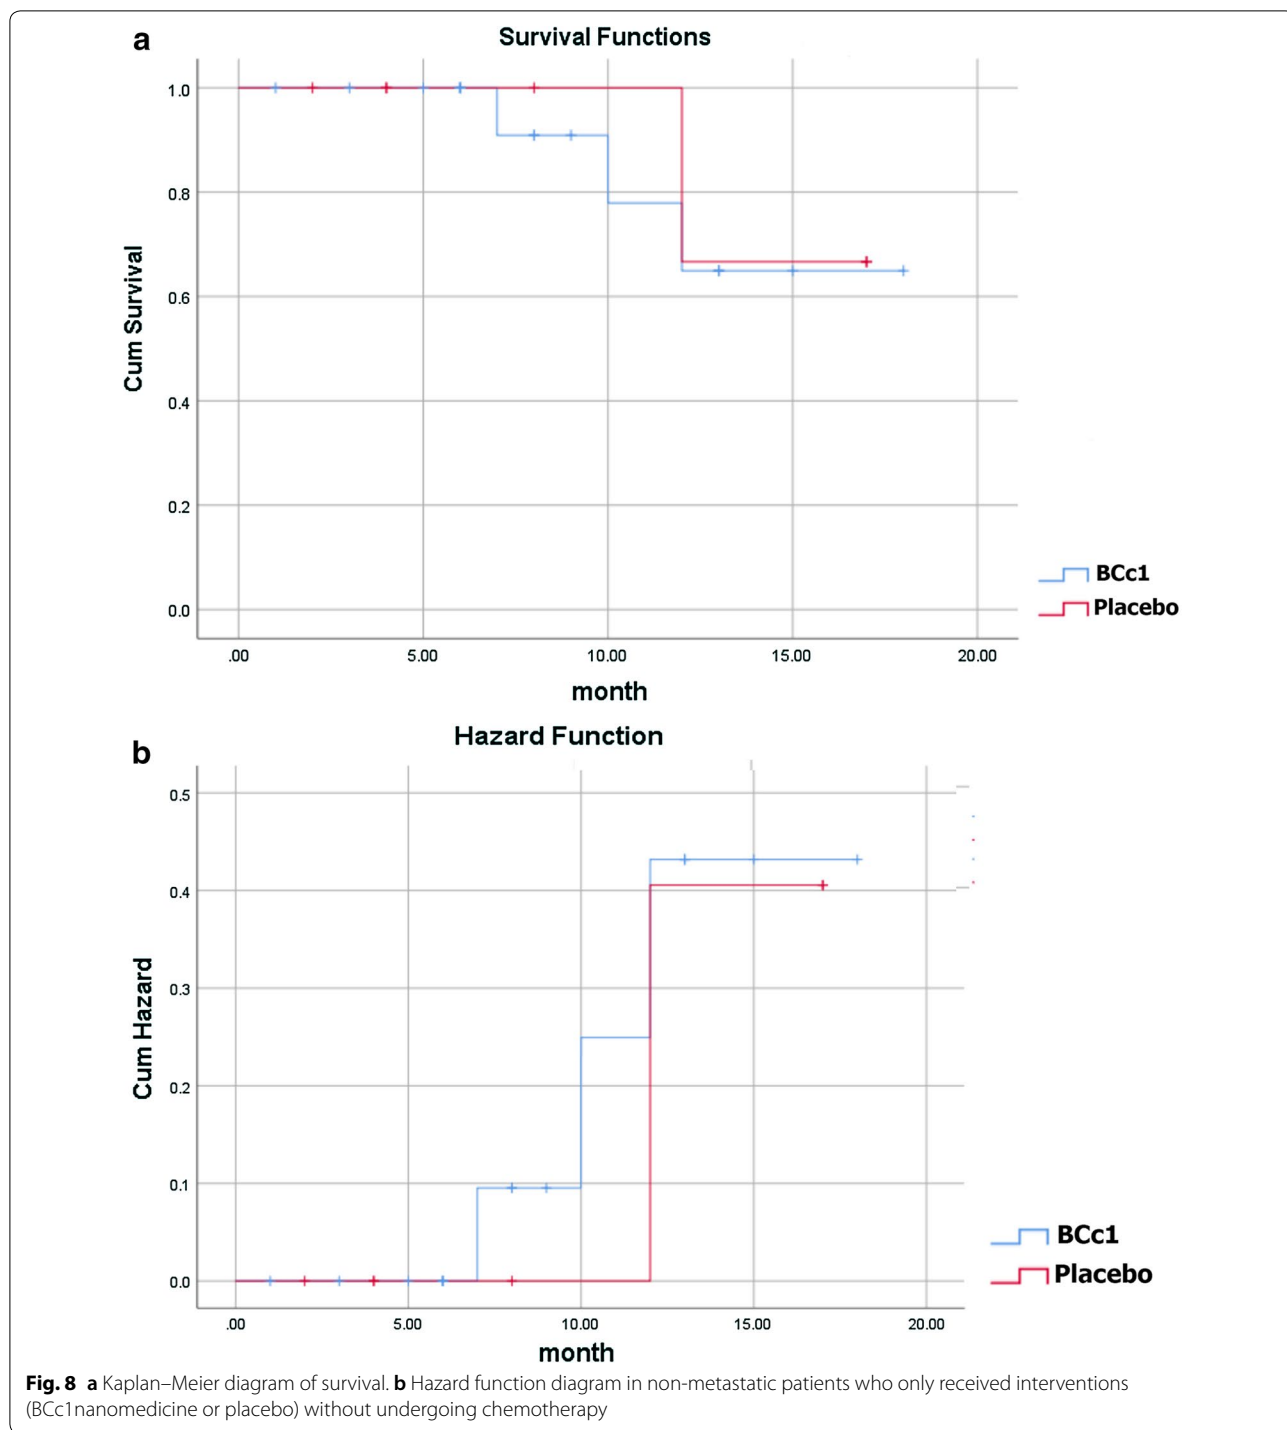 a
Survival Functions
1.0
0.8
0.6
0.4
0.2
0.0
Cum Survival
.00 5.00 10.00 15.00 20.00
month
BCc1
Placebo
b
Hazard Function
0.5
0.4
0.3
0.2
0.1
0.0
Cum Hazard
.00 5.00 10.00 15.00 20.00
month
BCc1
Placebo
Fig. 8 a Kaplan–Meier diagram of survival. b Hazard function diagram in non-metastatic patients who only received interventions
(BCc1nanomedicine or placebo) without undergoing chemotherapy